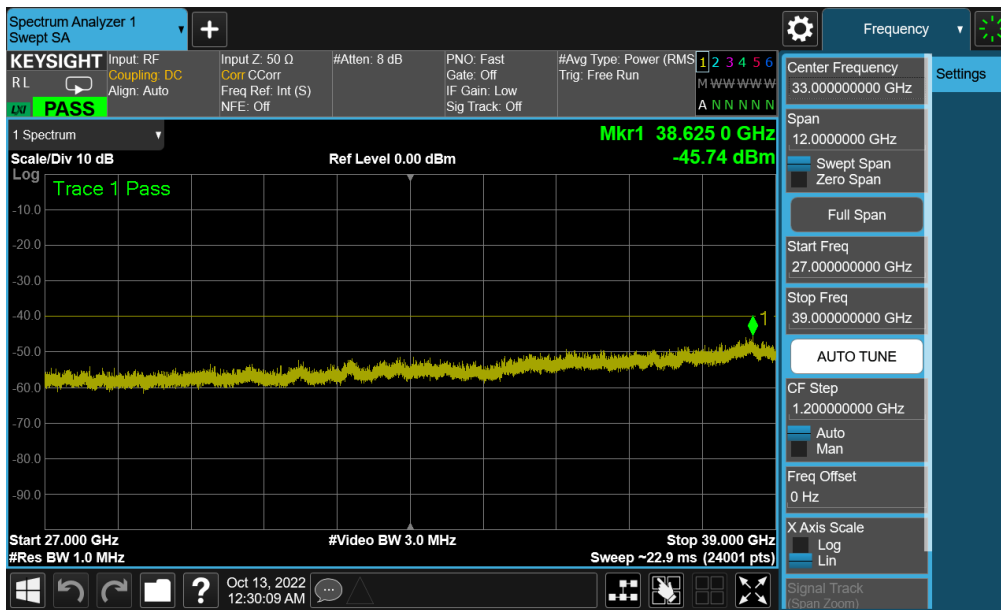 Spectrum Analyzer 1
Swept SA
Frequency
KEYSIGHT
RL
LXI PASS
Input: RF
Coupling: DC
Align: Auto
Input Z: 50 Ω
Corr CCorr
Freq Ref: Int (S)
NFE: Off
#Atten: 8 dB
PNO: Fast
Gate: Off
IF Gain: Low
Sig Track: Off
#Avg Type: Power (RMS
Trig: Free Run
1 2 3 4 5 6
M W W W W W
A N N N N N
1 Spectrum
Scale/Div 10 dB
Ref Level 0.00 dBm
Mkr1 38.625 0 GHz
-45.74 dBm
Log
Trace 1 Pass
-10.0
-20.0
-30.0
-40.0
1
-50.0
-60.0
-70.0
-80.0
-90.0
Start 27.000 GHz
#Video BW 3.0 MHz
Stop 39.000 GHz
#Res BW 1.0 MHz
Sweep ~22.9 ms (24001 pts)
Oct 13, 2022
12:30:09 AM
Center Frequency
33.000000000 GHz
Settings
Span
12.0000000 GHz
Swept Span
Zero Span
Full Span
Start Freq
27.000000000 GHz
Stop Freq
39.000000000 GHz
AUTO TUNE
CF Step
1.200000000 GHz
Auto
Man
Freq Offset
0 Hz
X Axis Scale
Log
Lin
Signal Track
(Span Zoom)